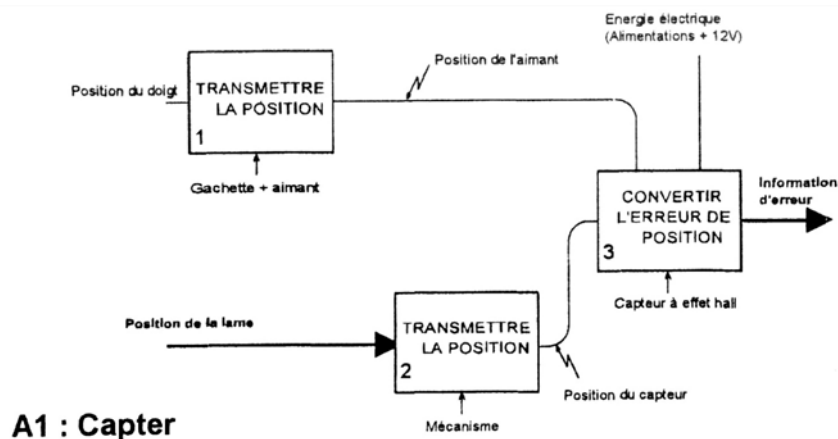 Energie électrique
(Alimentations + 12V)
Position du doigt
TRANSMETTRE
LA POSITION
1
Position de l'aimant
Gachette + aimant
CONVERTIR
L'ERREUR DE
POSITION
3
Information
d'erreur
Capteur à effet hall
Position de la lame
TRANSMETTRE
LA POSITION
2
Position du capteur
Mécanisme
A1 : Capter